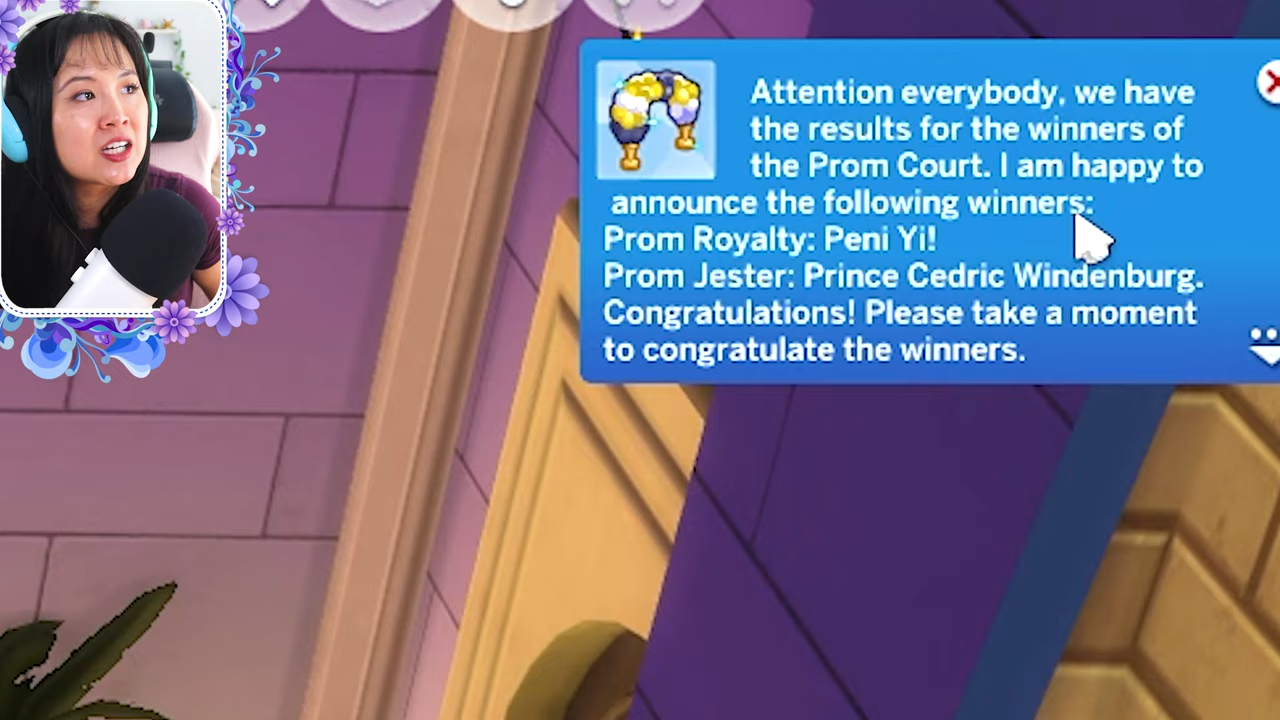 Attention everybody, we have
the results for the winners of
the Prom Court. I am happy to
announce the following winners:
Prom Royalty: Peni Yi!
Prom Jester: Prince Cedric Windenburg.
Congratulations! Please take a moment
to congratulate the winners.